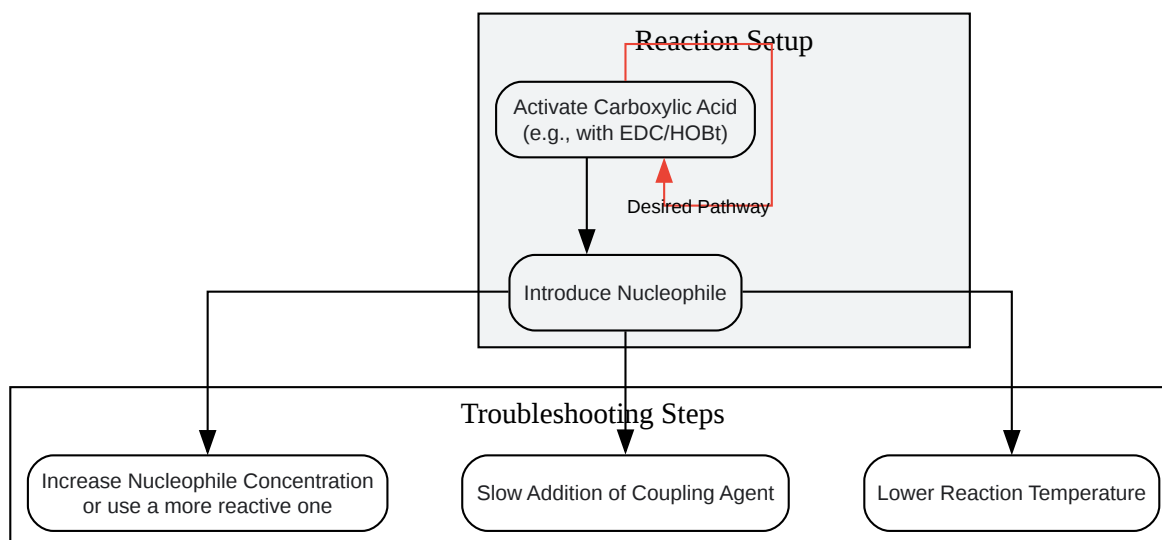 Reaction Setup
Activate Carboxylic Acid
(e.g., with EDC/HOBt)
Desired Pathway
Introduce Nucleophile
Troubleshooting Steps
Increase Nucleophile Concentration
or use a more reactive one
Slow Addition of Coupling Agent
Lower Reaction Temperature